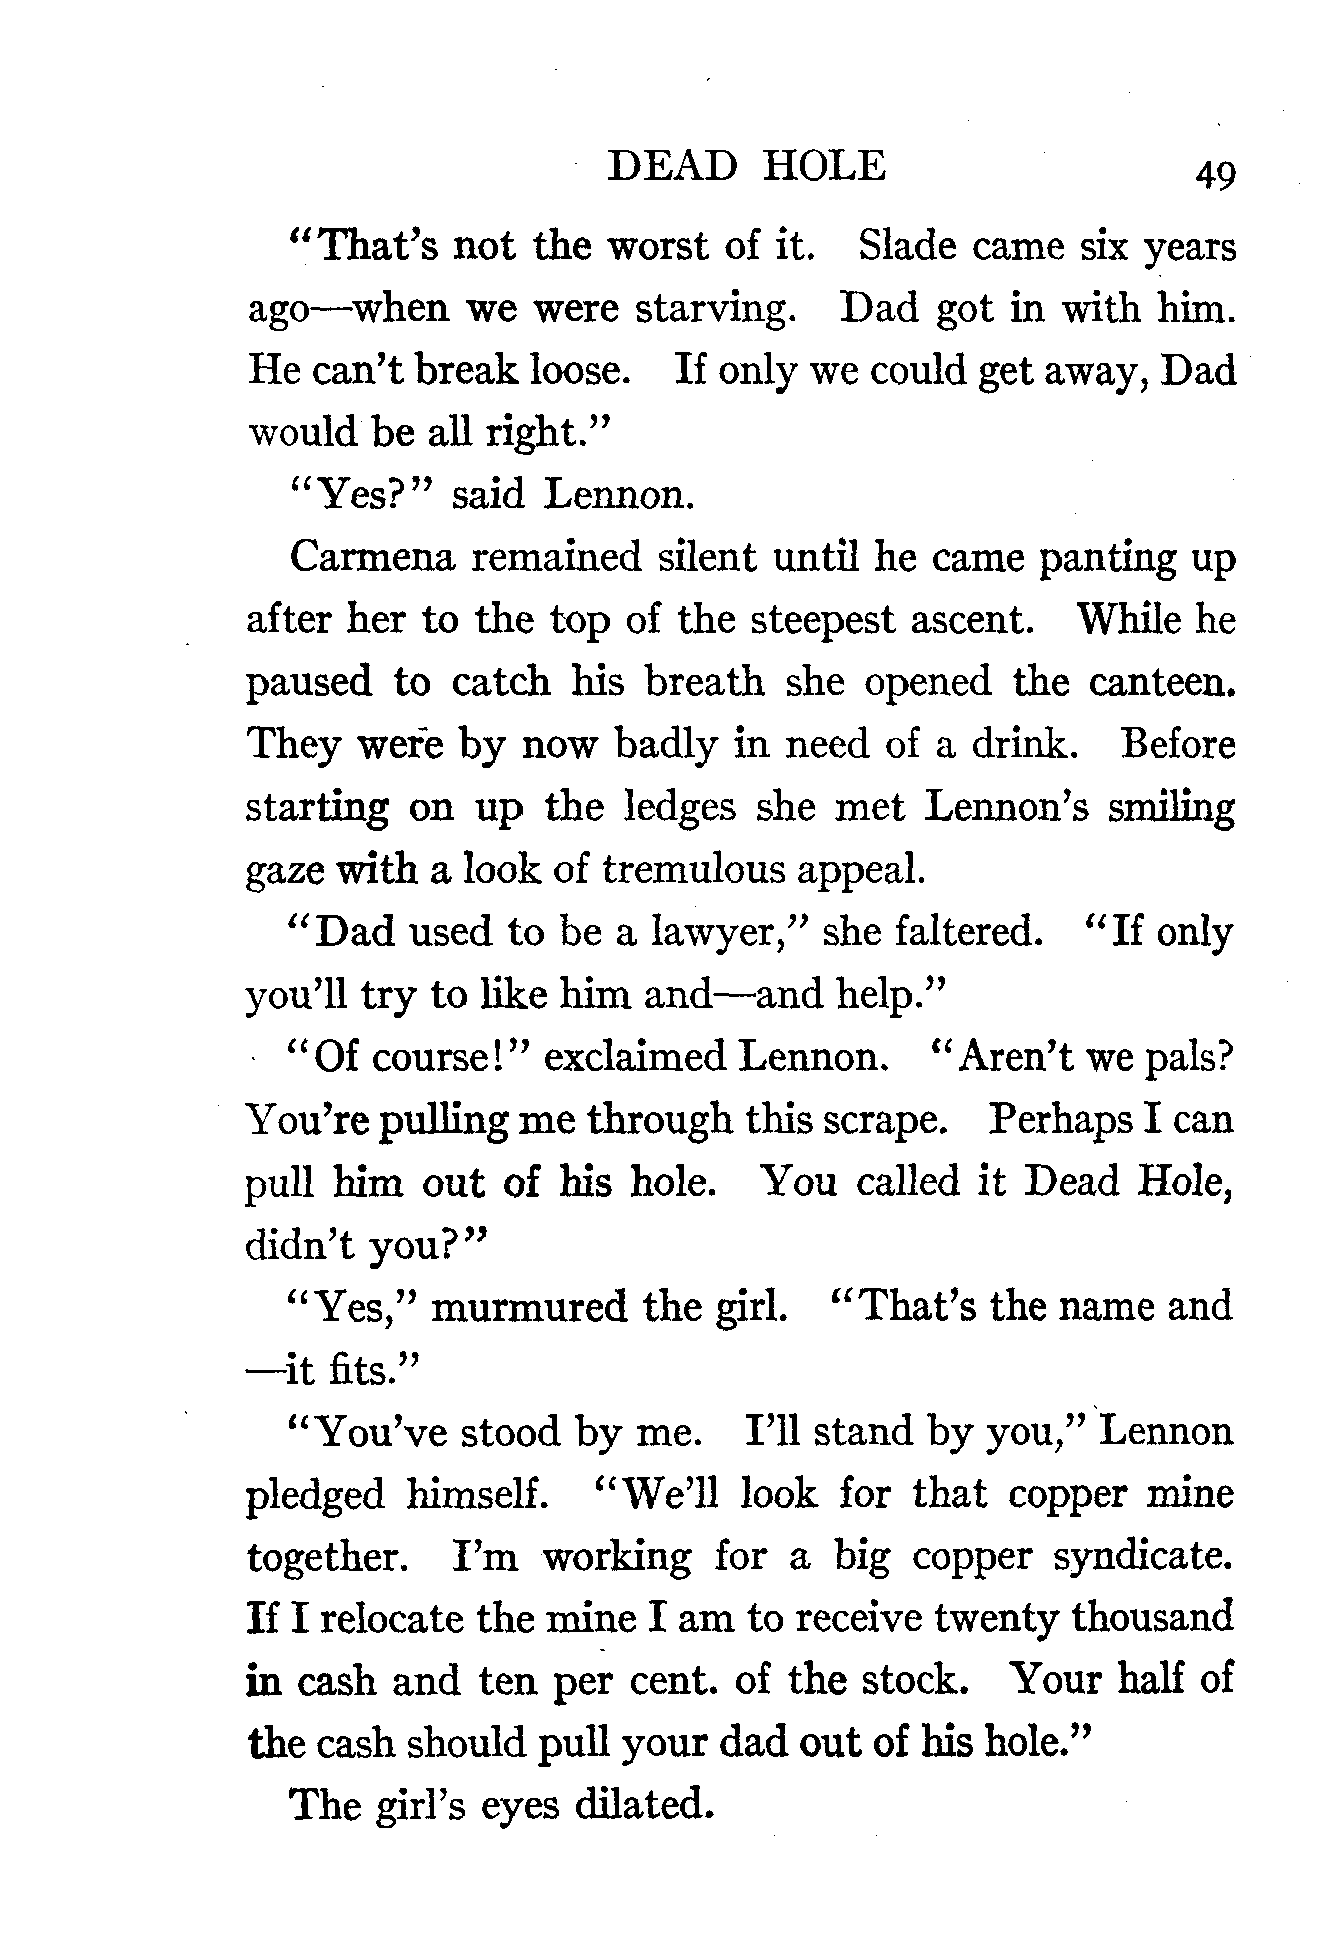 DEAD HOLE 49
“That’s not the worst of it. Slade came six years
ago—when we were starving. Dad got in with him.
He can’t break loose. If only we could get away, Dad
would be all right.”
“Yes?” said Lennon.
Carmena remained silent until he came panting up
after her to the top of the steepest ascent. While he
paused to catch his breath she opened the canteen.
They were by now badly in need of a drink. Before
starting on up the ledges she met Lennon’s smiling
gaze with a look of tremulous appeal.
“Dad used to be a lawyer,” she faltered. “If only
you’ll try to like him and—and help.”
“Of course!” exclaimed Lennon. “Aren’t we pals?
You’re pulling me through this scrape. Perhaps I can
pull him out of his hole. You called it Dead Hole,
didn’t you?”
“Yes,” murmured the girl. “That’s the name and
—it fits.”
“You’ve stood by me. I’ll stand by you,” Lennon
pledged himself. “We’ll look for that copper mine
together. I’m working for a big copper syndicate.
If I relocate the mine I am to receive twenty thousand
in cash and ten per cent. of the stock. Your half of
the cash should pull your dad out of his hole.”
The girl’s eyes dilated.